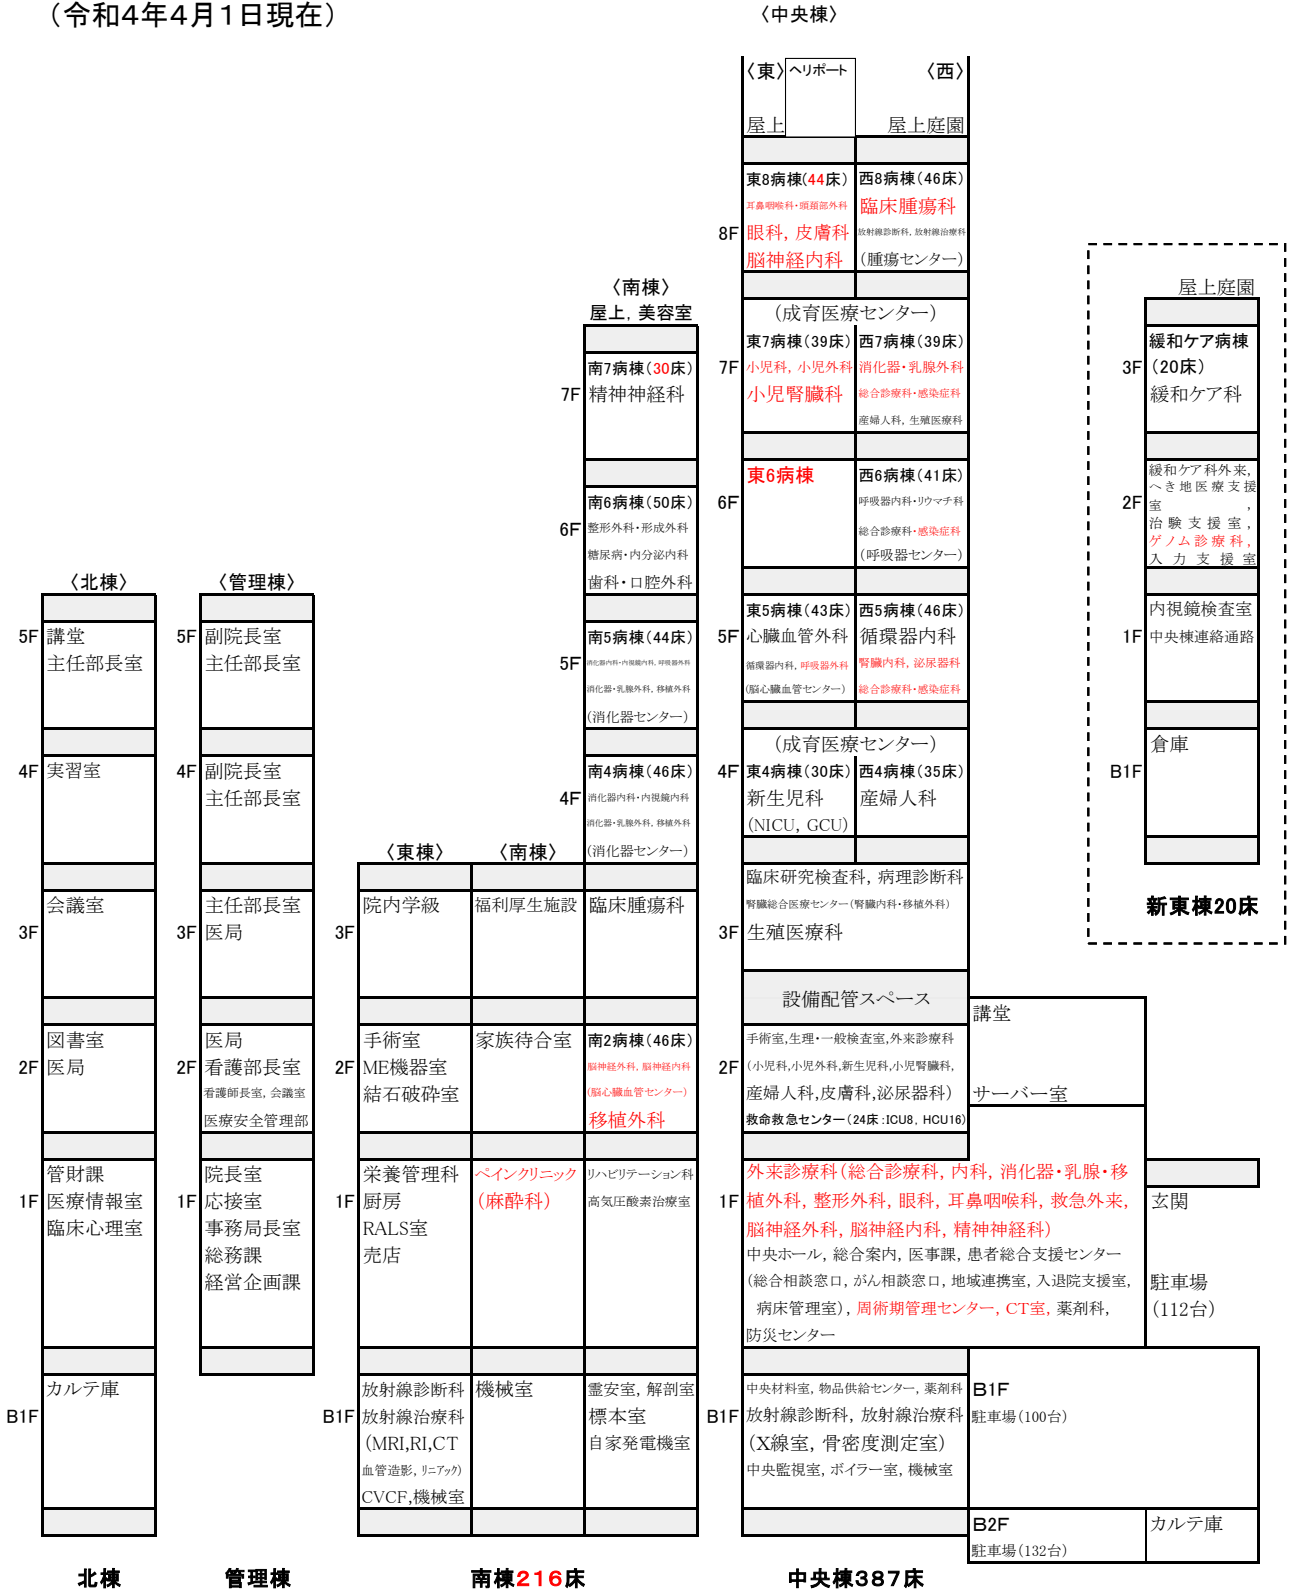 （令和4年4月1日現在）
〈中央棟〉
〈東〉
ヘリポート
〈西〉
屋上
屋上庭園
東8病棟（44床）
耳鼻咽喉科・頭頚部外科
眼科，皮膚科
脳神経内科
西8病棟（46床）
臨床腫瘍科
放射線診断科，放射線治療科
（腫瘍センター）
8F
（成育医療センター）
東7病棟（39床）
小児科，小児外科
小児腎臓科
西7病棟（39床）
消化器・乳腺外科
総合診療科・感染症科
産婦人科，生殖医療科
7F
東6病棟
西6病棟（41床）
呼吸器内科・リウマチ科
総合診療科・感染症科
（呼吸器センター）
6F
東5病棟（43床）
心臓血管外科
循環器内科，呼吸器外科
（脳心臓血管センター）
西5病棟（46床）
循環器内科
腎臓内科，泌尿器科
総合診療科・感染症科
5F
（成育医療センター）
東4病棟（30床）
新生児科
（NICU，GCU）
西4病棟（35床）
産婦人科
4F
臨床研究検査科，病理診断科
腎臓総合医療センター（腎臓内科・移植外科）
生殖医療科
3F
設備配管スペース
手術室,生理・一般検査室,外来診療科
（小児科,小児外科,新生児科,小児腎臓科,
産婦人科,皮膚科,泌尿器科）
救命救急センター（24床：ICU8，HCU16）
2F
講堂
サーバー室
外来診療科（総合診療科，内科，消化器・乳腺・移
植外科，整形外科，眼科，耳鼻咽喉科，救急外来，
脳神経外科，脳神経内科，精神神経科）
中央ホール，総合案内，医事課，患者総合支援センター
（総合相談窓口，がん相談窓口，地域連携室，入退院支援室，
病床管理室），周術期管理センター，CT室，薬剤科，
防災センター
1F
玄関
駐車場
（112台）
中央材料室，物品供給センター，薬剤科
放射線診断科，放射線治療科
（X線室，骨密度測定室）
中央監視室，ボイラー室，機械室
B1F
B1F
駐車場（100台）
B2F
駐車場（132台）
カルテ庫
中央棟387床
屋上庭園
緩和ケア病棟
（20床）
緩和ケア科
3F
緩和ケア科外来，
へき地医療支援
室，
治験支援室，
ゲノム診療科，
入力支援室
2F
内視鏡検査室
中央棟連絡通路
1F
倉庫
B1F
新東棟20床
〈南棟〉
屋上，美容室
南7病棟（30床）
精神神経科
7F
南6病棟（50床）
整形外科・形成外科
糖尿病・内分泌内科
歯科・口腔外科
6F
南5病棟（44床）
消化器内科・内視鏡内科，呼吸器外科
消化器・乳腺外科，移植外科
（消化器センター）
5F
南4病棟（46床）
消化器内科・内視鏡内科
消化器・乳腺外科，移植外科
（消化器センター）
4F
〈東棟〉
〈南棟〉
院内学級
福利厚生施設
臨床腫瘍科
3F
手術室
ME機器室
結石破砕室
家族待合室
南2病棟（46床）
脳神経外科，脳神経内科
（脳心臓血管センター）
移植外科
2F
栄養管理科
厨房
RALS室
売店
ペインクリニック
（麻酔科）
リハビリテーション科
高気圧酸素治療室
1F
放射線診断科
放射線治療科
（MRI,RI,CT
血管造影，リニアック）
CVCF,機械室
機械室
霊安室，解剖室
標本室
自家発電機室
B1F
南棟216床
〈北棟〉
5F
講堂
主任部長室
4F
実習室
3F
会議室
2F
図書室
医局
1F
管財課
医療情報室
臨床心理室
B1F
カルテ庫
北棟
〈管理棟〉
5F
副院長室
主任部長室
4F
副院長室
主任部長室
3F
主任部長室
医局
2F
医局
看護部長室
看護師長室，会議室
医療安全管理部
1F
院長室
応接室
事務局長室
総務課
経営企画課
管理棟